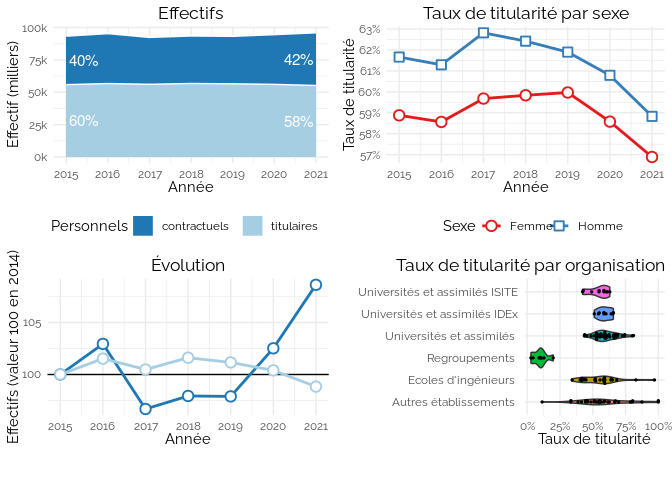 Effectifs
Effectif (milliers)
100k
75k
50k
25k
0k
40%
42%
60%
58%
2015 2016 2017 2018 2019 2020 2021
Année
Personnels contractuels titulaires
Taux de titularité par sexe
Taux de titularité
63%
62%
61%
60%
59%
58%
57%
2015 2016 2017 2018 2019 2020 2021
Année
Sexe Femme Homme
Évolution
Effectifs (valeur 100 en 2014)
105
100
2015 2016 2017 2018 2019 2020 2021
Année
Taux de titularité par organisation
Universités et assimilés ISITE
Universités et assimilés IDEx
Universités et assimilés
Regroupements
Ecoles d'ingénieurs
Autres établissements
0% 25% 50% 75% 100%
Taux de titularité